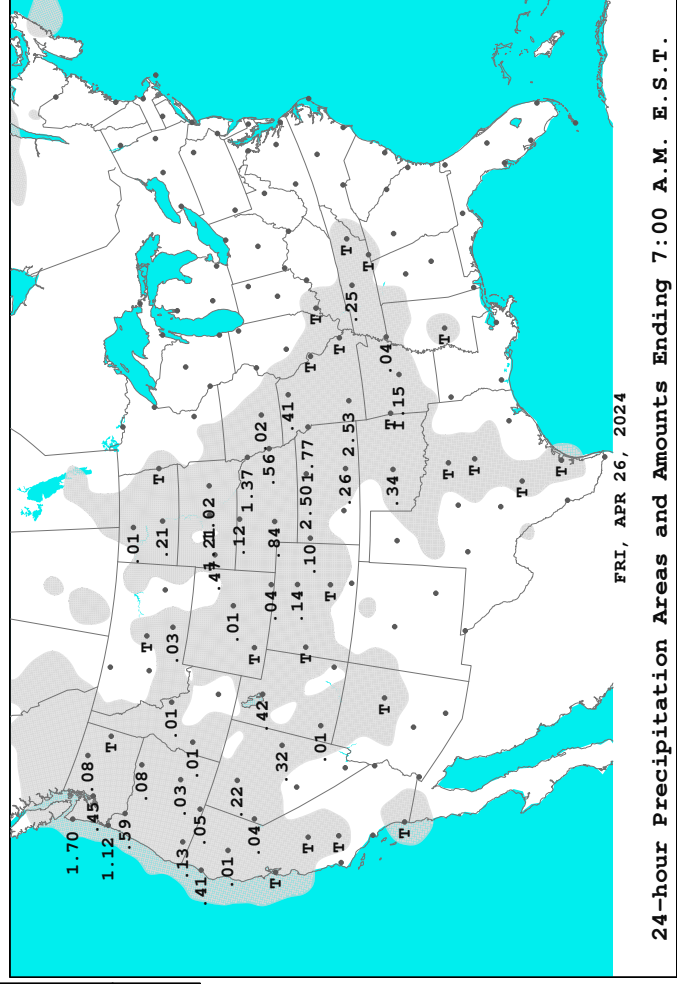 1.70
.45 .08
1.12 T
.59 .01
.08 T .21 T
.01 .03
.13 .03 .01
.41 .05 .47 .21 1.02
.01 .22 .01 .12 1.37
.04 T .02
.42 .04 .84 .56
T .32 .41
.14
T T .10 2.50 1.77 T T
.01
T T T
.26 2.53 .25 T
T
T .34 T 1.15 .04
T
T T
T
T
T
FRI, APR 26, 2024
24-hour Precipitation Areas and Amounts Ending 7:00 A.M. E.S.T.